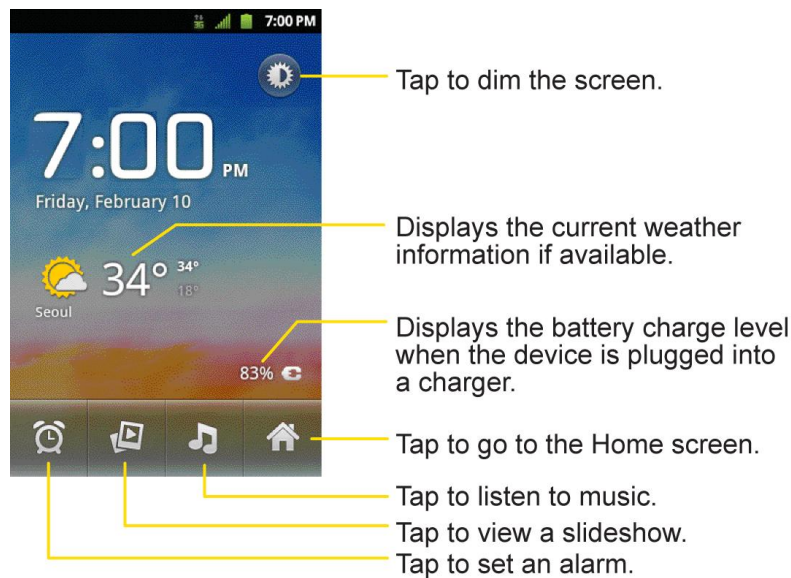 3G 7:00 PM
Tap to dim the screen.
7:00 PM
Friday, February 10
Displays the current weather
information if available.
34° 34°
18°
Seoul
Displays the battery charge level
when the device is plugged into
a charger.
83%
Tap to go to the Home screen.
Tap to listen to music.
Tap to view a slideshow.
Tap to set an alarm.